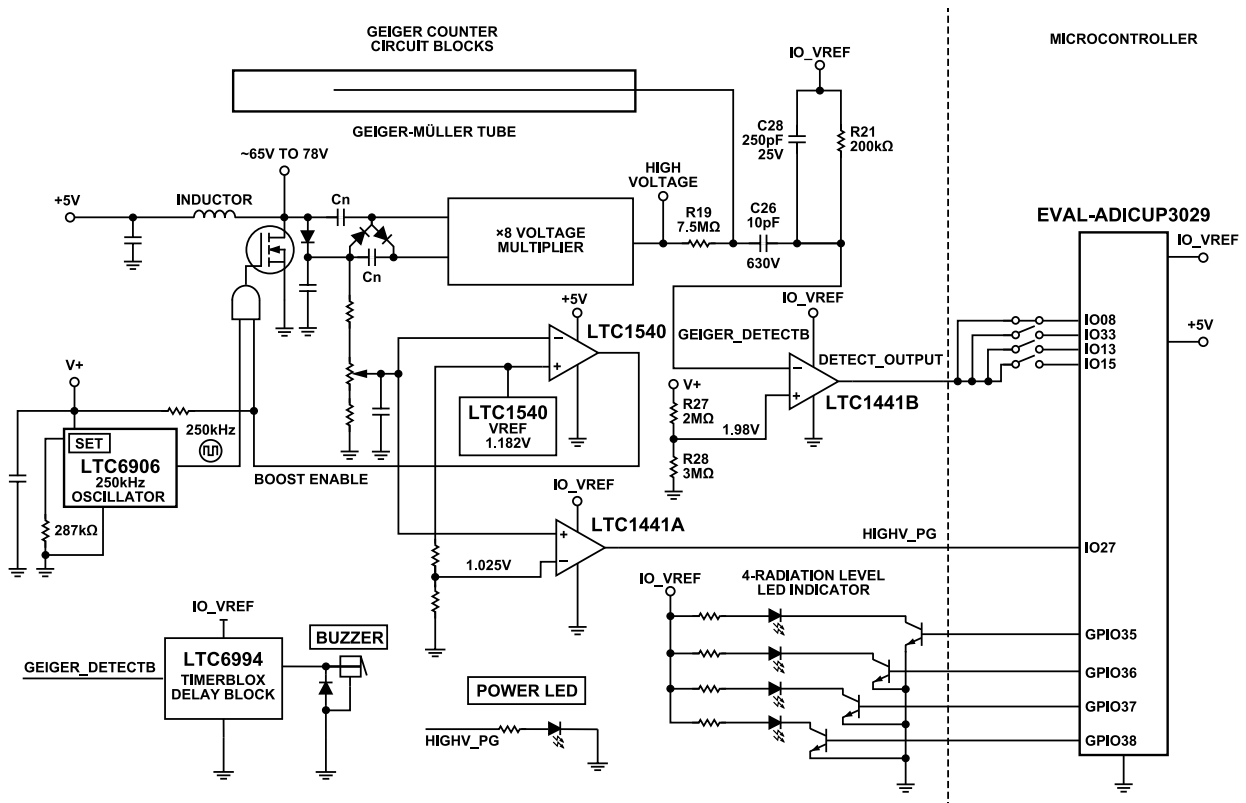 GEIGER COUNTER
CIRCUIT BLOCKS
MICROCONTROLLER
IO_VREF
GEIGER-MÜLLER TUBE
C28
250pF
25V
R21
200kΩ
~65V TO 78V
HIGH
VOLTAGE
+5V
INDUCTOR
Cn
×8 VOLTAGE
MULTIPLIER
R19
7.5MΩ
C26
10pF
630V
Cn
EVAL-ADICUP3029
IO_VREF
+5V
IO08
IO33
IO13
IO15
+5V
LTC1540
IO_VREF
GEIGER_DETECTB
DETECT_OUTPUT
LTC1441B
V+
R27
2MΩ
1.98V
R28
3MΩ
LTC1540
VREF
1.182V
V+
SET
LTC6906
250kHz
OSCILLATOR
250kHz
BOOST ENABLE
287kΩ
IO_VREF
LTC1441A
1.025V
HIGHV_PG
IO27
IO_VREF
4-RADIATION LEVEL
LED INDICATOR
GPIO35
GPIO36
GPIO37
GPIO38
IO_VREF
GEIGER_DETECTB
LTC6994
TIMERBLOX
DELAY BLOCK
BUZZER
POWER LED
HIGHV_PG